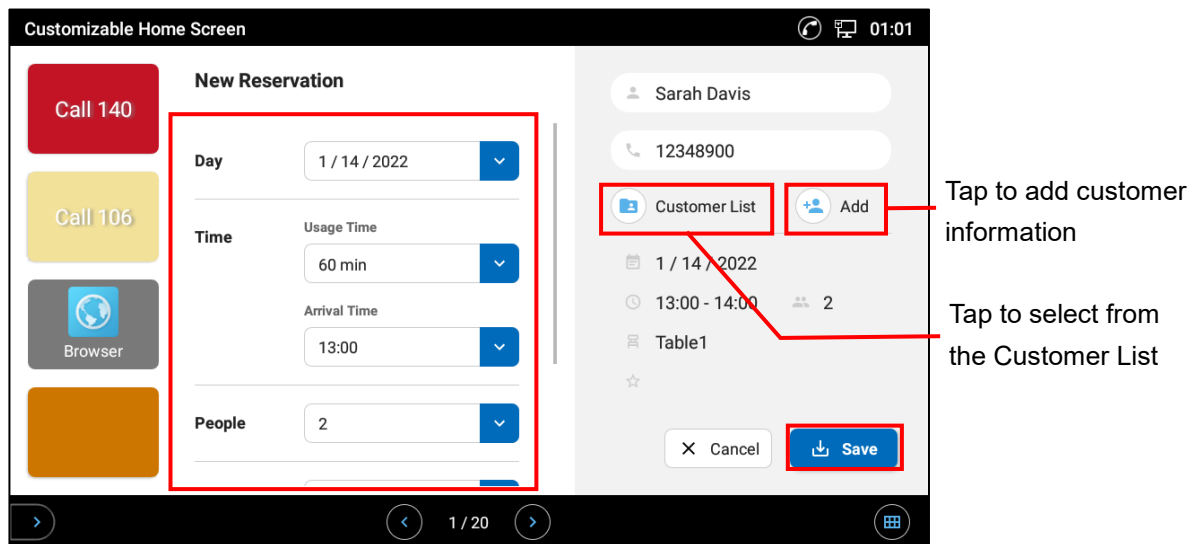 Customizable Home Screen
01:01
Call 140
Call 106
Browser
New Reservation
Day
1 / 14 / 2022
Time
Usage Time
60 min
Arrival Time
13:00
People
2
Sarah Davis
12348900
Customer List
Add
1 / 14 / 2022
13:00 - 14:00
2
Table1
Cancel
Save
1 / 20
Tap to add customer
information
Tap to select from
the Customer List